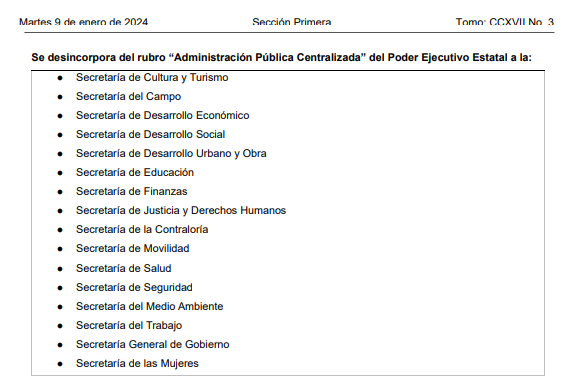 Martes 9 de enero de 2024 Sección Primera Tomo: CCXVII No. 3
Se desincorpora del rubro “Administración Pública Centralizada” del Poder Ejecutivo Estatal a la:
● Secretaría de Cultura y Turismo
● Secretaría del Campo
● Secretaría de Desarrollo Económico
● Secretaría de Desarrollo Social
● Secretaría de Desarrollo Urbano y Obra
● Secretaría de Educación
● Secretaría de Finanzas
● Secretaría de Justicia y Derechos Humanos
● Secretaría de la Contraloría
● Secretaría de Movilidad
● Secretaría de Salud
● Secretaría de Seguridad
● Secretaría del Medio Ambiente
● Secretaría del Trabajo
● Secretaría General de Gobierno
● Secretaría de las Mujeres